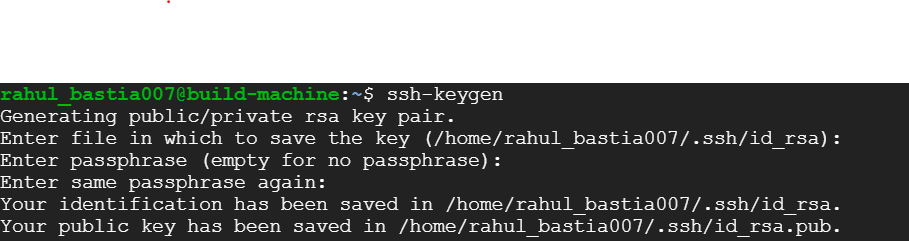 rahul_bastia007@build-machine:~$ ssh-keygen
Generating public/private rsa key pair.
Enter file in which to save the key (/home/rahul_bastia007/.ssh/id_rsa):
Enter passphrase (empty for no passphrase):
Enter same passphrase again:
Your identification has been saved in /home/rahul_bastia007/.ssh/id_rsa.
Your public key has been saved in /home/rahul_bastia007/.ssh/id_rsa.pub.